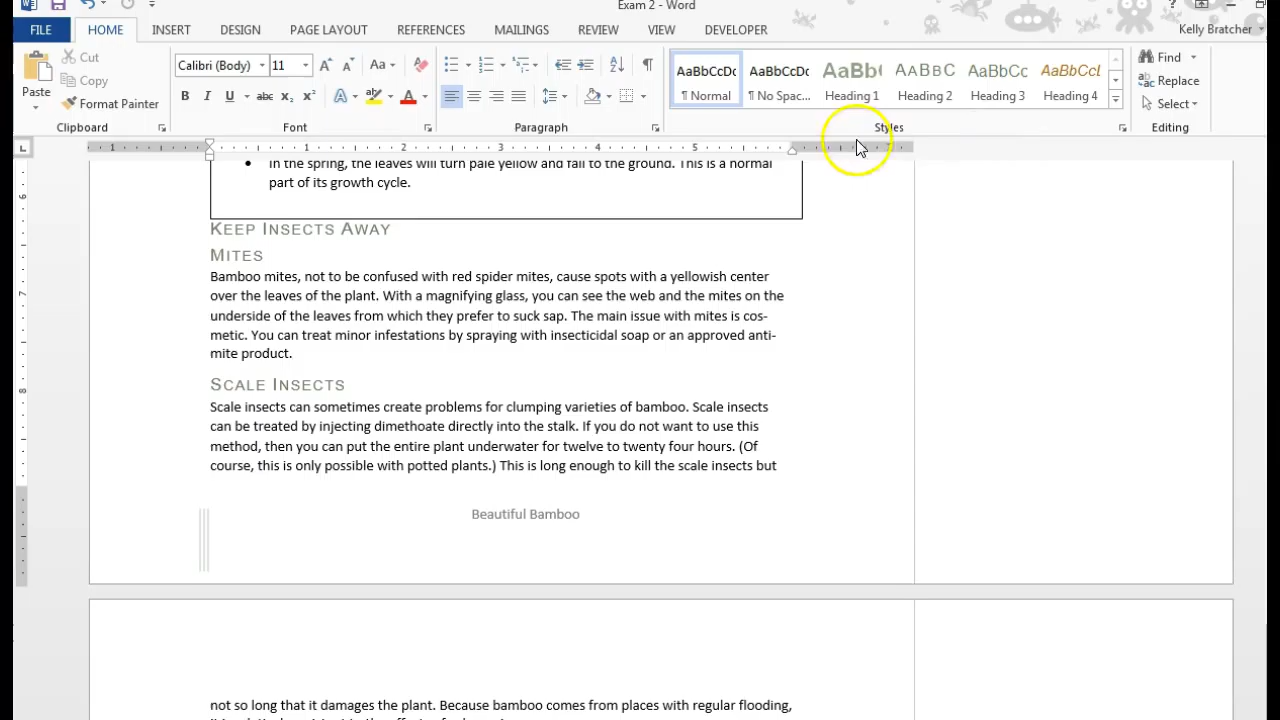 Exam 2 - Word
FILE HOME INSERT DESIGN PAGE LAYOUT REFERENCES MAILINGS REVIEW VIEW DEVELOPER Kelly Bratcher
Paste
Cut
Copy
Format Painter
Clipboard
Calibri (Body) 11
Font
Paragraph
AaBbCcDc AaBbCcDc AaBb( AaBbC AaBbCc AaBbCcL
¶ Normal ¶ No Spac... Heading 1 Heading 2 Heading 3 Heading 4
Styles
Find
Replace
Select
Editing
1 1 2 3 4 5 7
In the spring, the leaves will turn pale yellow and fall to the ground. This is a normal
part of its growth cycle.
KEEP INSECTS AWAY
MITES
Bamboo mites, not to be confused with red spider mites, cause spots with a yellowish center
over the leaves of the plant. With a magnifying glass, you can see the web and the mites on the
underside of the leaves from which they prefer to suck sap. The main issue with mites is cos-
metic. You can treat minor infestations by spraying with insecticidal soap or an approved anti-
mite product.
SCALE INSECTS
Scale insects can sometimes create problems for clumping varieties of bamboo. Scale insects
can be treated by injecting dimethoate directly into the stalk. If you do not want to use this
method, then you can put the entire plant underwater for twelve to twenty four hours. (Of
course, this is only possible with potted plants.) This is long enough to kill the scale insects but
Beautiful Bamboo
not so long that it damages the plant. Because bamboo comes from places with regular flooding,